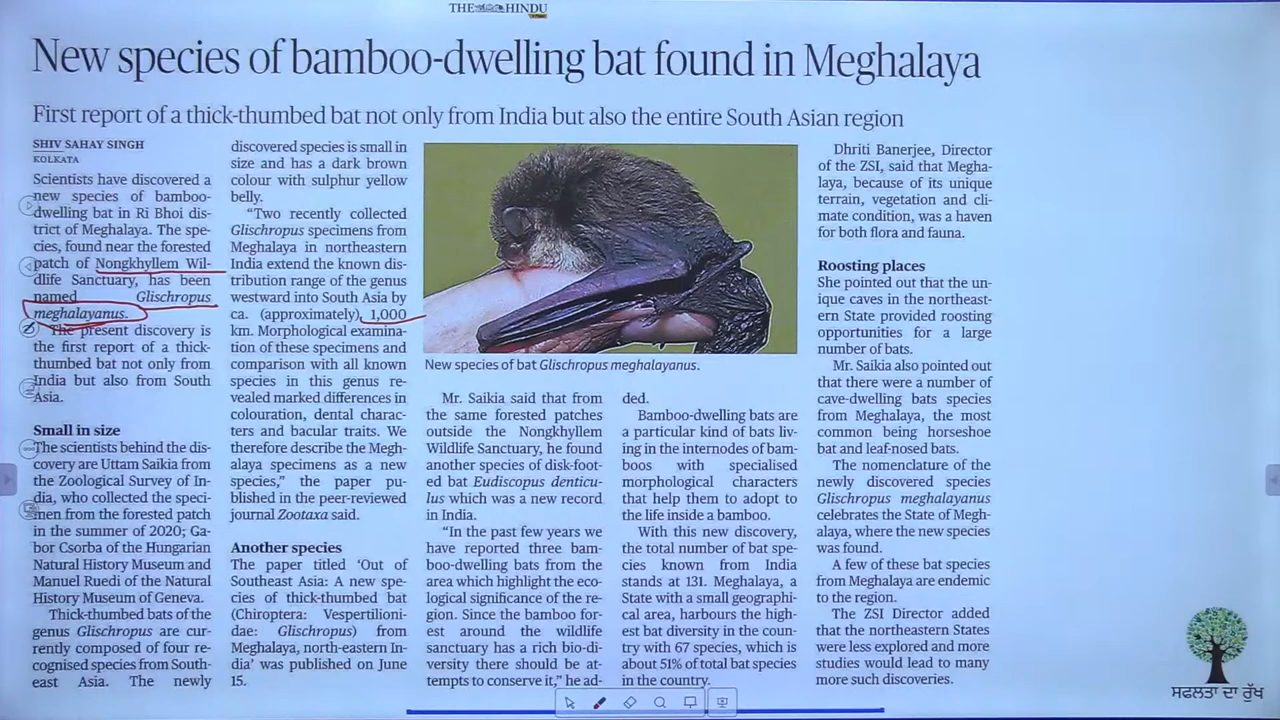 THE HINDU
New species of bamboo-dwelling bat found in Meghalaya
First report of a thick-thumbed bat not only from India but also the entire South Asian region
SHIV SAHAY SINGH
KOLKATA
Scientists have discovered a
new species of bamboo-
dwelling bat in Ri Bhoi dis-
trict of Meghalaya. The spe-
cies, found near the forested
patch of Nongkhyllem Wil-
dlife Sanctuary, has been
named Glischropus
meghalayanus.
The present discovery is
the first report of a thick-
thumbed bat not only from
India but also from South
Asia.
Small in size
The scientists behind the dis-
covery are Uttam Saikia from
the Zoological Survey of In-
dia, who collected the speci-
men from the forested patch
in the summer of 2020; Ga-
bor Csorba of the Hungarian
Natural History Museum and
Manuel Ruedi of the Natural
History Museum of Geneva.
Thick-thumbed bats of the
genus Glischropus are cur-
rently composed of four re-
cognised species from South-
east Asia. The newly
discovered species is small in
size and has a dark brown
colour with sulphur yellow
belly.
“Two recently collected
Glischropus specimens from
Meghalaya in northeastern
India extend the known dis-
tribution range of the genus
westward into South Asia by
ca. (approximately) 1,000
km. Morphological examina-
tion of these specimens and
comparison with all known
species in this genus re-
vealed marked differences in
colouration, dental charac-
ters and bacular traits. We
therefore describe the Megh-
alaya specimens as a new
species,” the paper pu-
blished in the peer-reviewed
journal Zootaxa said.
Another species
The paper titled ‘Out of
Southeast Asia: A new spe-
cies of thick-thumbed bat
(Chiroptera: Vespertilioni-
dae: Glischropus) from
Meghalaya, north-eastern In-
dia’ was published on June
15.
New species of bat Glischropus meghalayanus.
Mr. Saikia said that from
the same forested patches
outside the Nongkhyllem
Wildlife Sanctuary, he found
another species of disk-foot-
ed bat Eudiscopus denticu-
lus which was a new record
in India.
“In the past few years we
have reported three bam-
boo-dwelling bats from the
area which highlight the eco-
logical significance of the re-
gion. Since the bamboo for-
est around the wildlife
sanctuary has a rich bio-di-
versity there should be at-
tempts to conserve it,” he ad-
ded.
Bamboo-dwelling bats are
a particular kind of bats liv-
ing in the internodes of bam-
boos with specialised
morphological characters
that help them to adopt to
the life inside a bamboo.
With this new discovery,
the total number of bat spe-
cies known from India
stands at 131. Meghalaya, a
State with a small geographi-
cal area, harbours the high-
est bat diversity in the coun-
try with 67 species, which is
about 51% of total bat species
in the country.
Dhriti Banerjee, Director
of the ZSI, said that Megha-
laya, because of its unique
terrain, vegetation and cli-
mate condition, was a haven
for both flora and fauna.
Roosting places
She pointed out that the un-
ique caves in the northeast-
ern State provided roosting
opportunities for a large
number of bats.
Mr. Saikia also pointed out
that there were a number of
cave-dwelling bats species
from Meghalaya, the most
common being horseshoe
bat and leaf-nosed bats.
The nomenclature of the
newly discovered species
Glischropus meghalayanus
celebrates the State of Megh-
alaya, where the new species
was found.
A few of these bat species
from Meghalaya are endemic
to the region.
The ZSI Director added
that the northeastern States
were less explored and more
studies would lead to many
more such discoveries.
ਸਫਲਤਾ ਦਾ ਰੁੱਖ